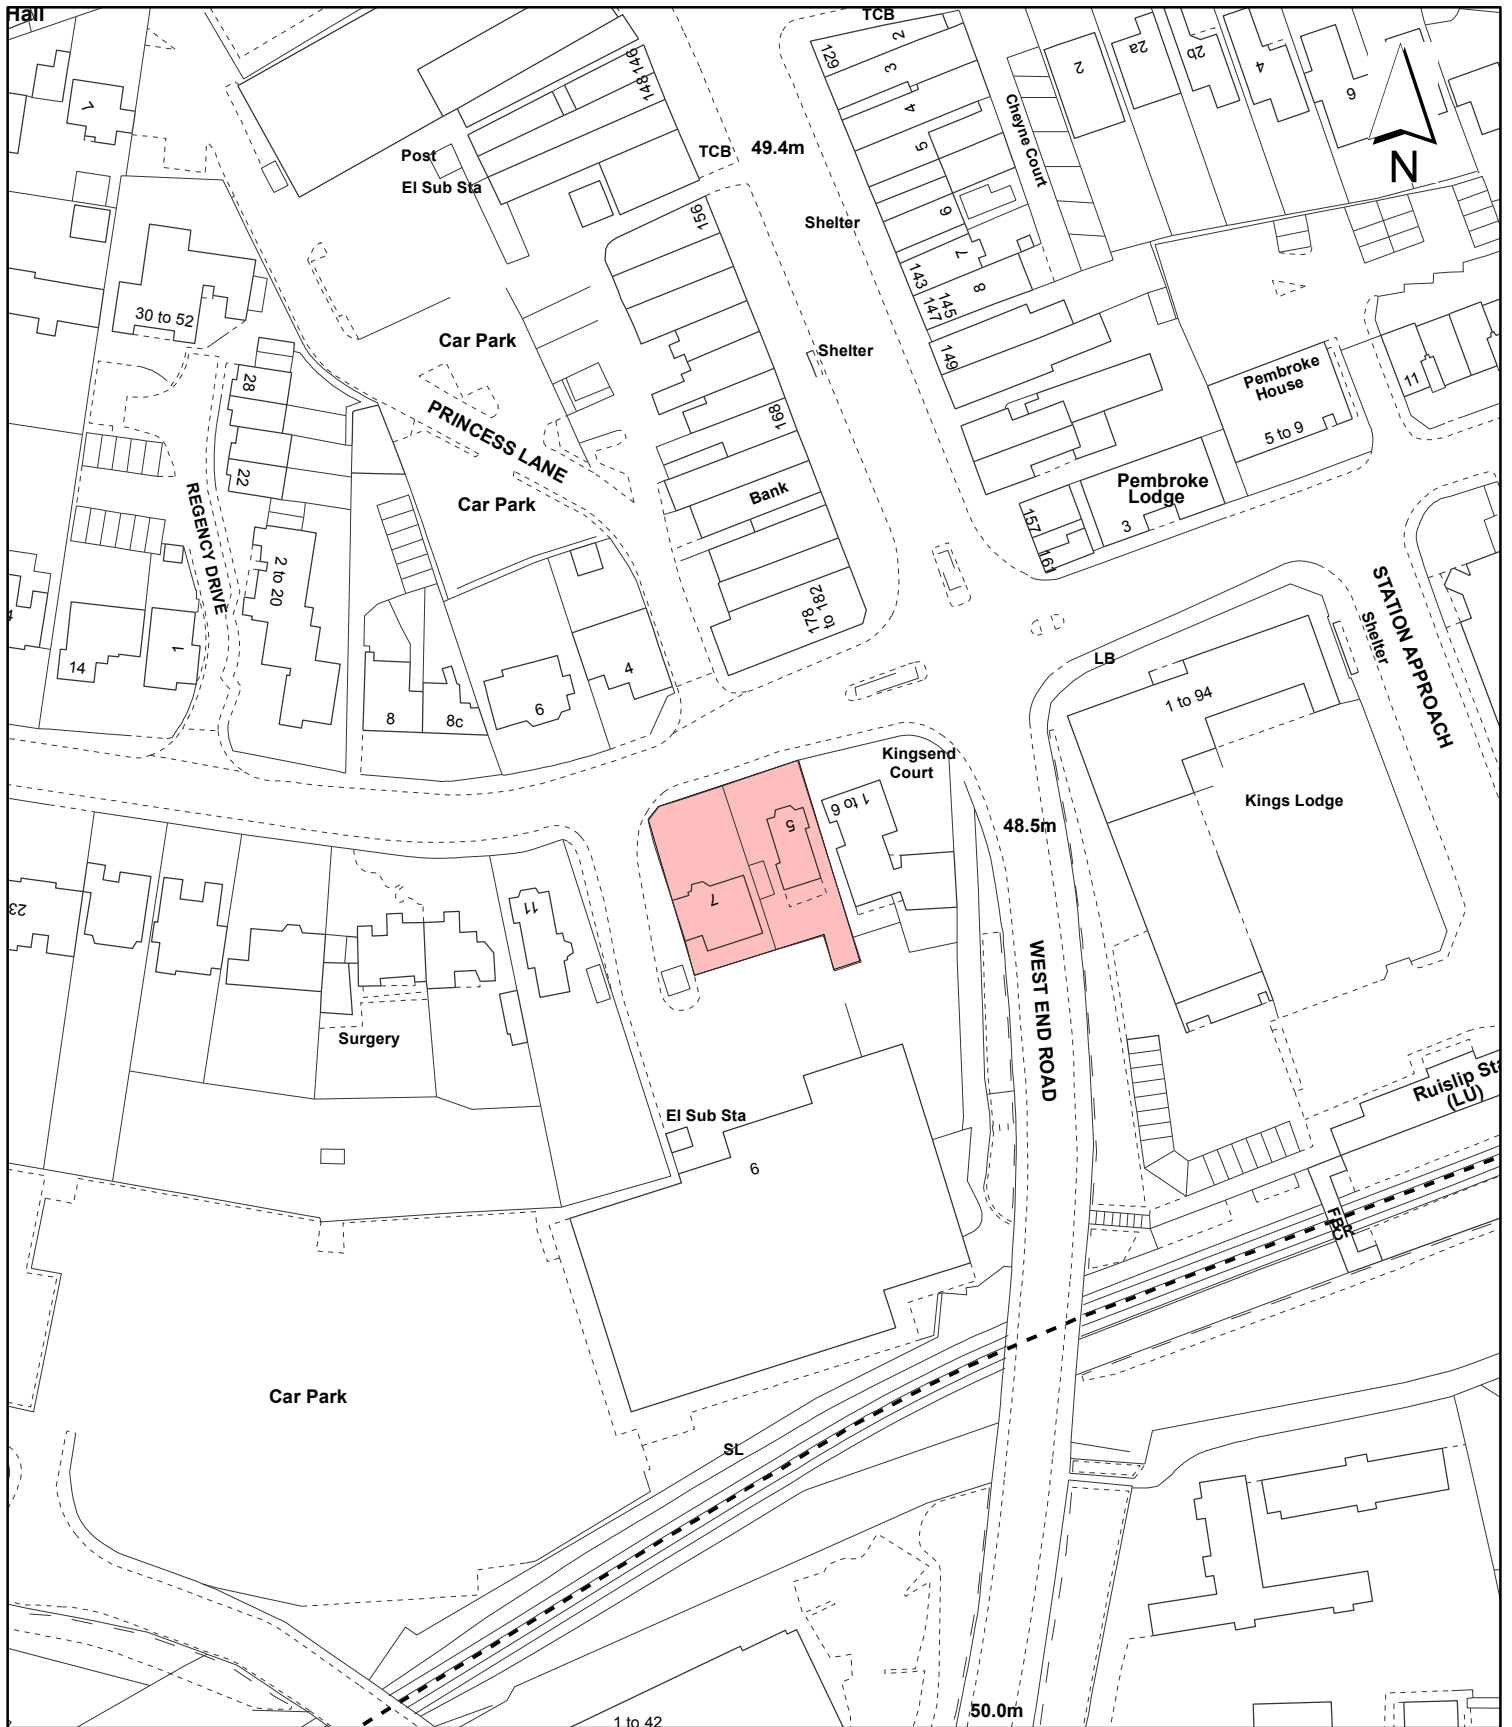 Hall
TCB
129
2
3
4
5
6
7
8
Cheyne Court
2
2a
2b
4
6
N
7
146
148
Post
El Sub Sta
TCB
49.4m
156
Shelter
143
145
147
149
30 to 52
Car Park
Shelter
28
22
PRINCESS LANE
168
Bank
Car Park
Pembroke
House
5 to 9
11
Pembroke
Lodge
3
157
161
REGENCY DRIVE
2 to 20
178
to 182
STATION APPROACH
Shelter
4
14
1
8
8c
6
4
LB
1 to 94
Kingsend
Court
1 to 6
5
7
48.5m
Kings Lodge
23
11
Surgery
WEST END ROAD
El Sub Sta
6
Ruislip Sta
(LU)
FB
CR
Car Park
SL
50.0m
1 to 42